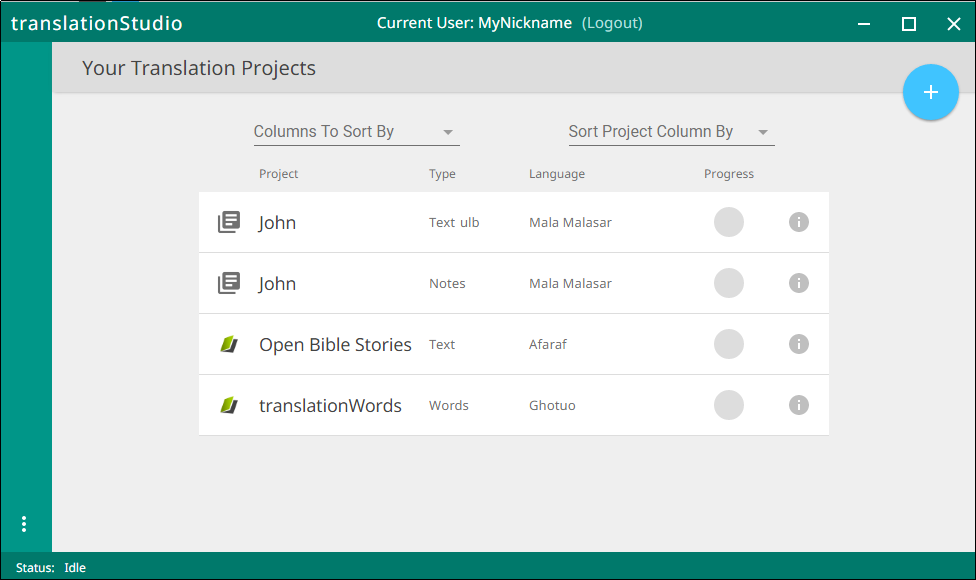 translationStudio Current User: MyNickname (Logout)
Your Translation Projects
Columns To Sort By Sort Project Column By
Project Type Language Progress
John Text ulb Mala Malasar
John Notes Mala Malasar
Open Bible Stories Text Afaraf
translationWords Words Ghotuo
Status: Idle